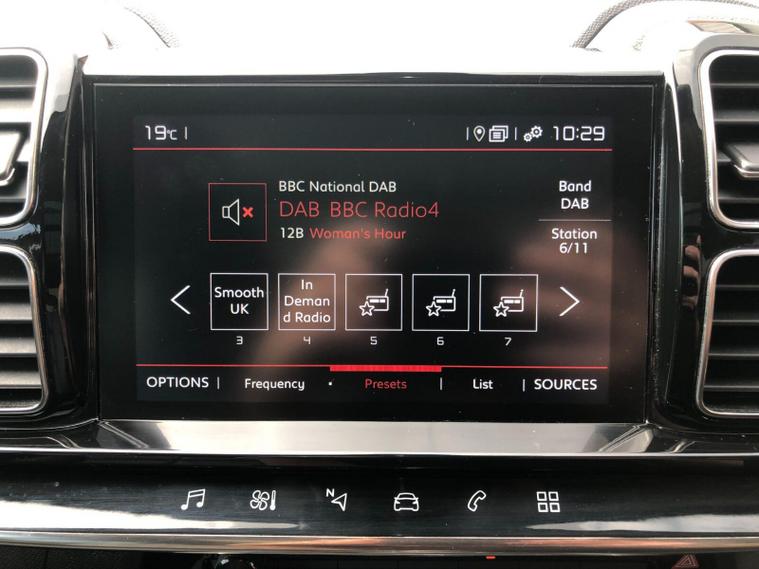 19°C
10:29
BBC National DAB
DAB BBC Radio4
12B Woman's Hour
Band
DAB
Station
6/11
Smooth
UK
In
Deman
d Radio
3 4 5 6 7
OPTIONS Frequency Presets List SOURCES
N